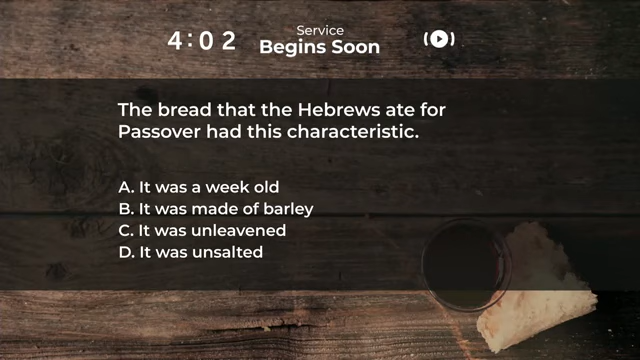 4:02
Service
Begins Soon
The bread that the Hebrews ate for
Passover had this characteristic.
A. It was a week old
B. It was made of barley
C. It was unleavened
D. It was unsalted